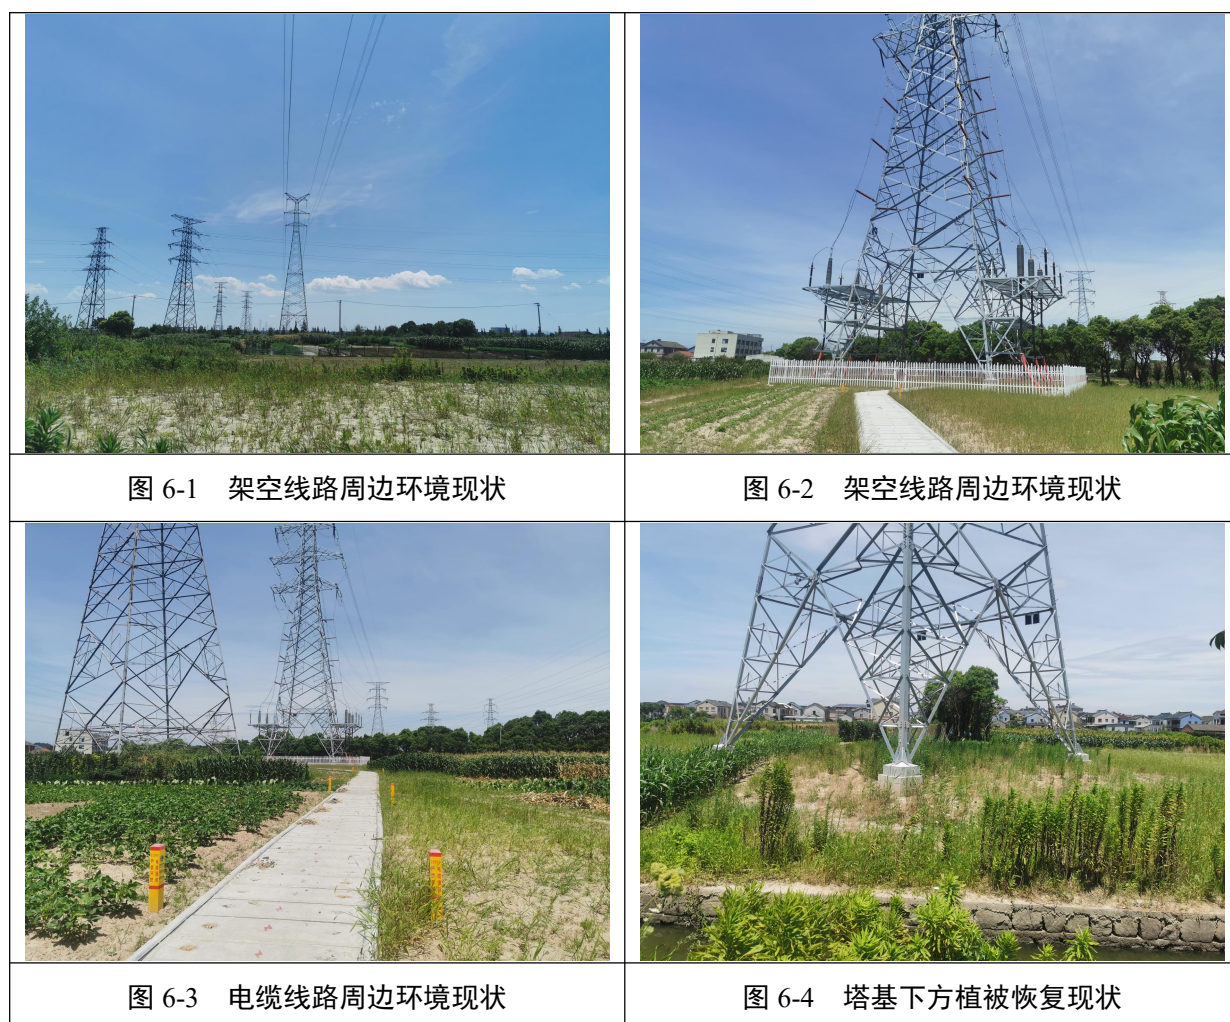 图 6-1 架空线路周边环境现状
图 6-2 架空线路周边环境现状
图 6-3 电缆线路周边环境现状
图 6-4 塔基下方植被恢复现状